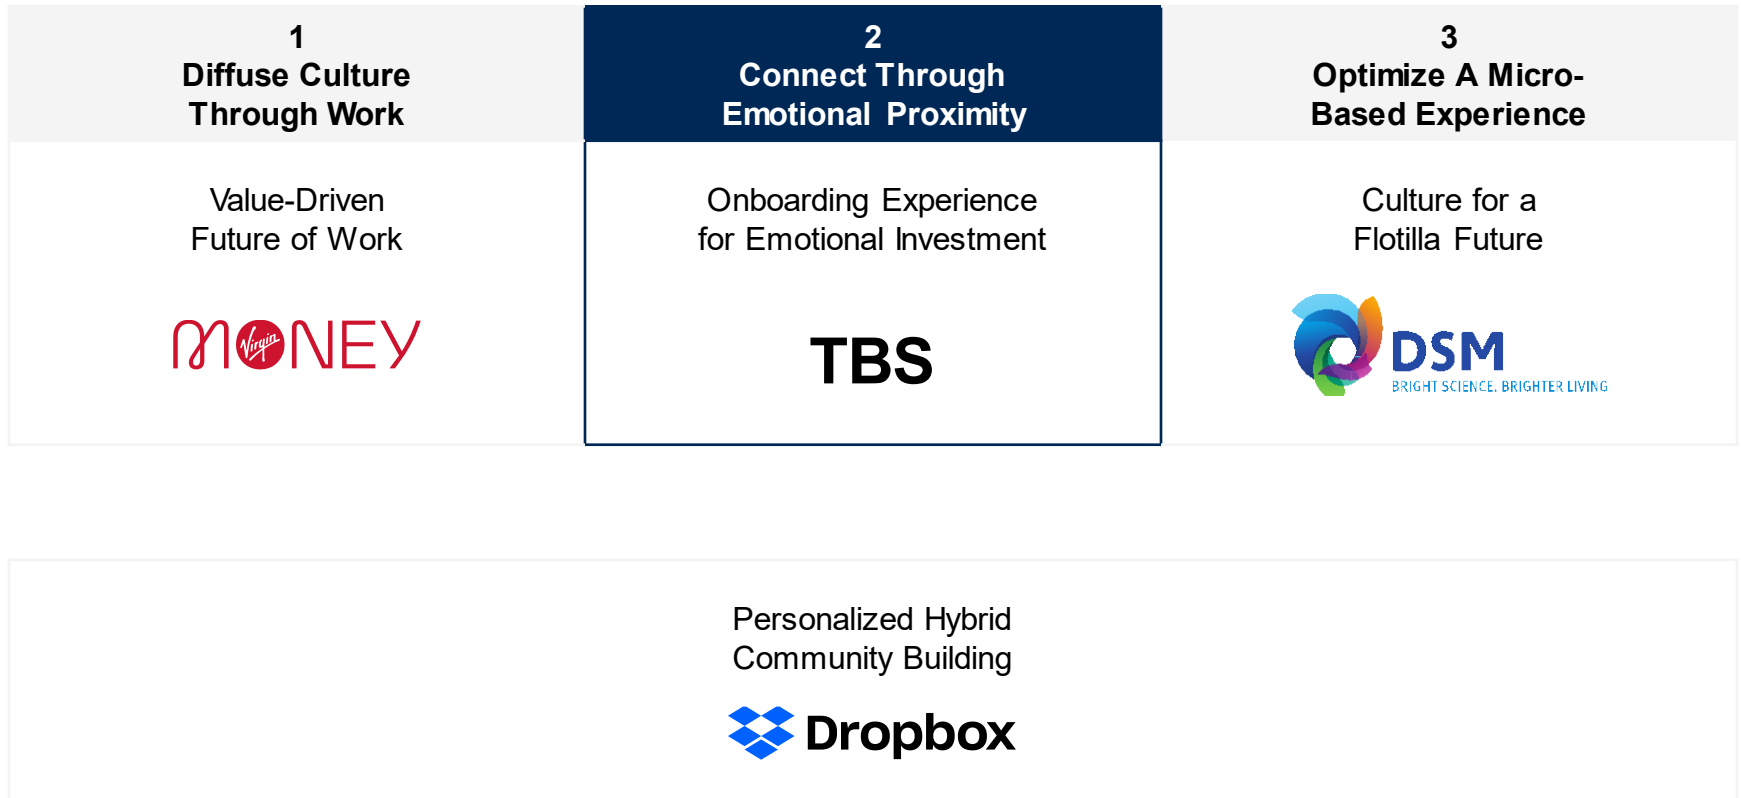 1
Diffuse Culture
Through Work
2
Connect Through
Emotional Proximity
3
Optimize A Micro-
Based Experience
Value-Driven
Future of Work
Onboarding Experience
for Emotional Investment
Culture for a
Flotilla Future
Virgin
MONEY
TBS
DSM
BRIGHT SCIENCE. BRIGHTER LIVING
Personalized Hybrid
Community Building
Dropbox